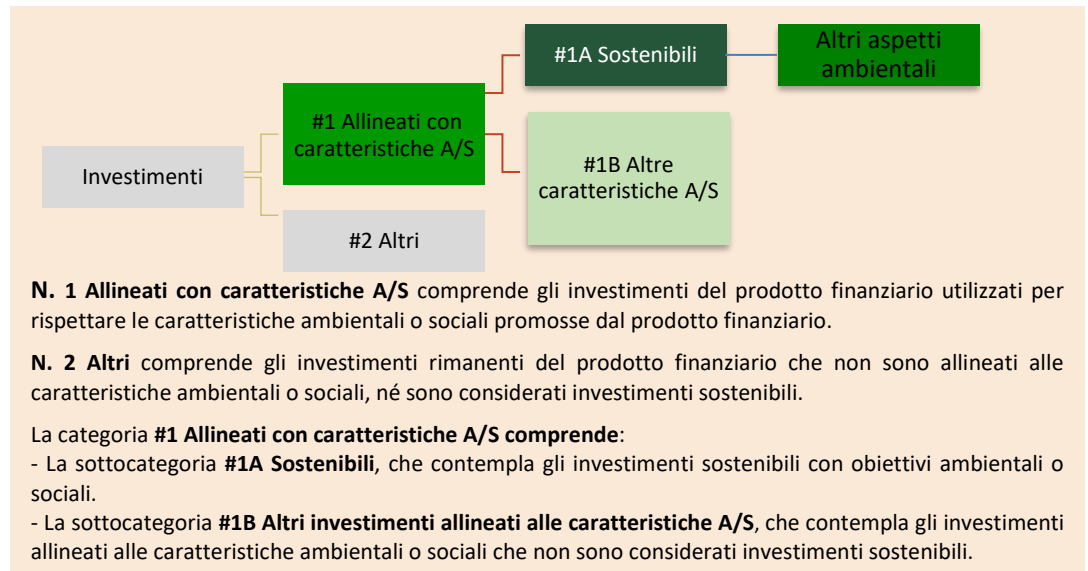 #1A Sostenibili
Altri aspetti
ambientali
#1 Allineati con
caratteristiche A/S
#1B Altre
caratteristiche A/S
Investimenti
#2 Altri
N. 1 Allineati con caratteristiche A/S comprende gli investimenti del prodotto finanziario utilizzati per
rispettare le caratteristiche ambientali o sociali promosse dal prodotto finanziario.
N. 2 Altri comprende gli investimenti rimanenti del prodotto finanziario che non sono allineati alle
caratteristiche ambientali o sociali, né sono considerati investimenti sostenibili.
La categoria #1 Allineati con caratteristiche A/S comprende:
- La sottocategoria #1A Sostenibili, che contempla gli investimenti sostenibili con obiettivi ambientali o
sociali.
- La sottocategoria #1B Altri investimenti allineati alle caratteristiche A/S, che contempla gli investimenti
allineati alle caratteristiche ambientali o sociali che non sono considerati investimenti sostenibili.